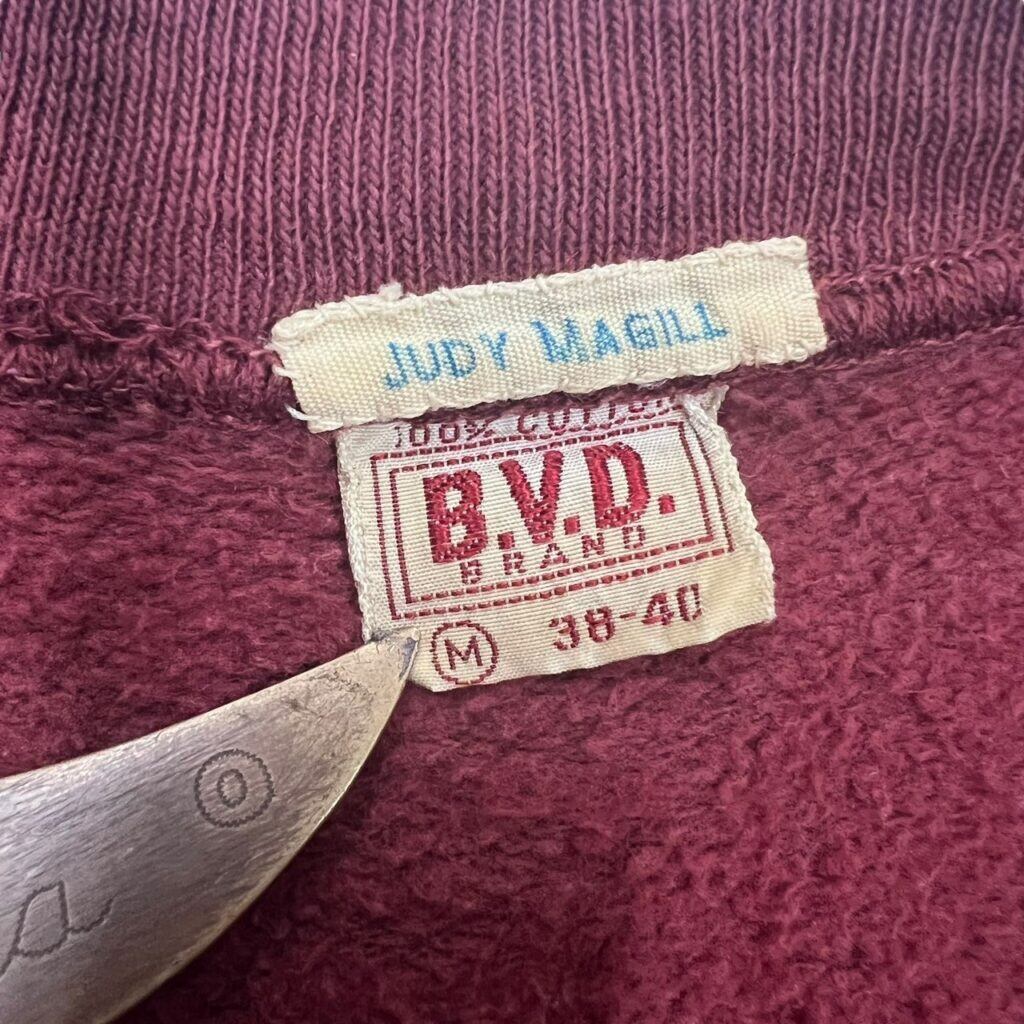 JUDY MAGILL
100% COTTON
B.V.D.
BRAND
M 38-40
O
a